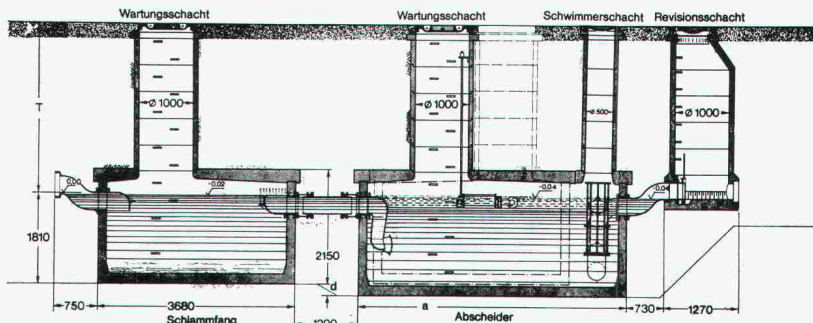 Wartungsschacht Wartungsschacht Schwimmerschacht Revisionsschacht
T
Ø 1000 Ø 1000 Ø 500 Ø 1000
0,00 -0,02 -0,04 -0,04
1810 2150
d
a
750 3680 730 1270
Schlammfang 1200 Abscheider